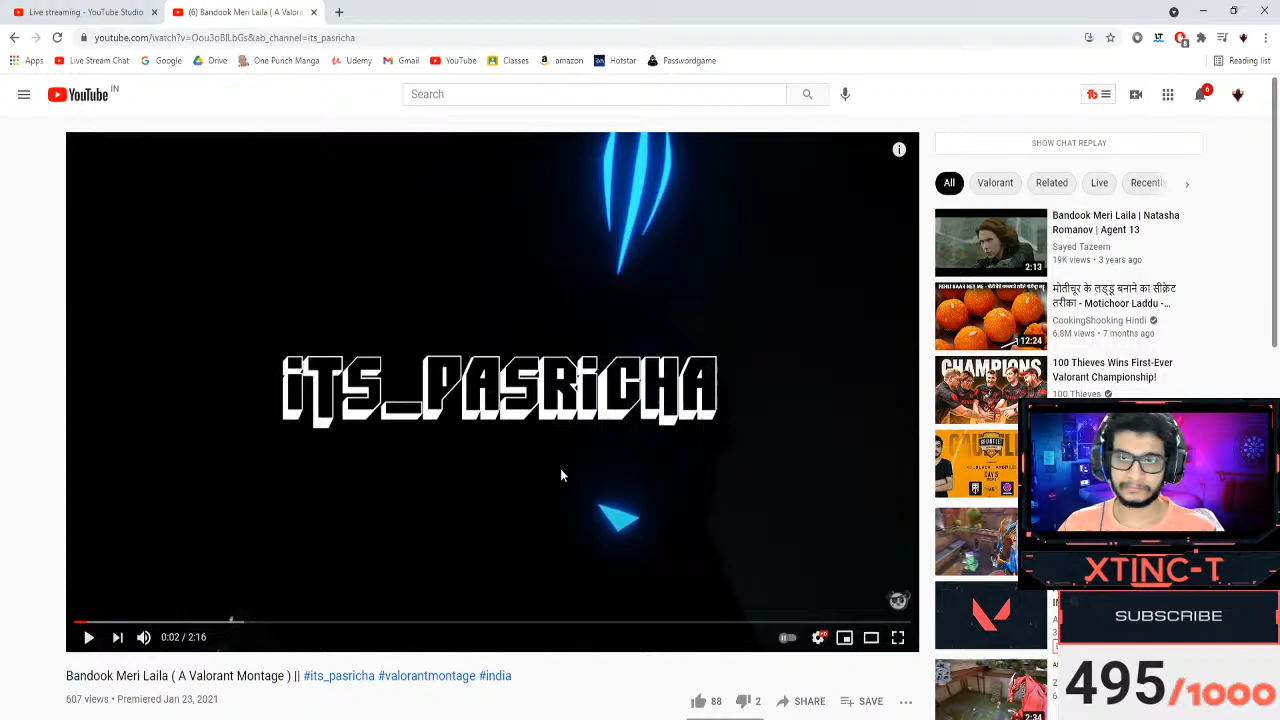 Live streaming - YouTube Studio
(6) Bandook Meri Laila ( A Valora
youtube.com/watch?v=Oou3oBlLbGs&ab_channel=its_pasricha
Apps
Live Stream Chat
Google
Drive
One Punch Manga
Udemy
Gmail
YouTube
Classes
amazon
Hotstar
Passwordgame
Reading list
YouTube IN
Search
6
SHOW CHAT REPLAY
All
Valorant
Related
Live
Recently
iTS_PASRiCHA
0:02 / 2:16
Bandook Meri Laila ( A Valorant Montage ) || #its_pasricha #valorantmontage #india
607 views • Premiered Jan 23, 2021
88
2
SHARE
SAVE
Bandook Meri Laila | Natasha
Romanov | Agent 13
Sayed Tazeem
19K views • 3 years ago
2:13
मोतीचूर के लड्डू बनाने का सीक्रेट
तरीका - Motichoor Laddu -...
CookingShooking Hindi
6.8M views • 7 months ago
12:24
100 Thieves Wins First-Ever
Valorant Championship!
100 Thieves
CHAMPIONS
GAUNTLET
DAY 5
2:34
XTINC-T
SUBSCRIBE
495/1000